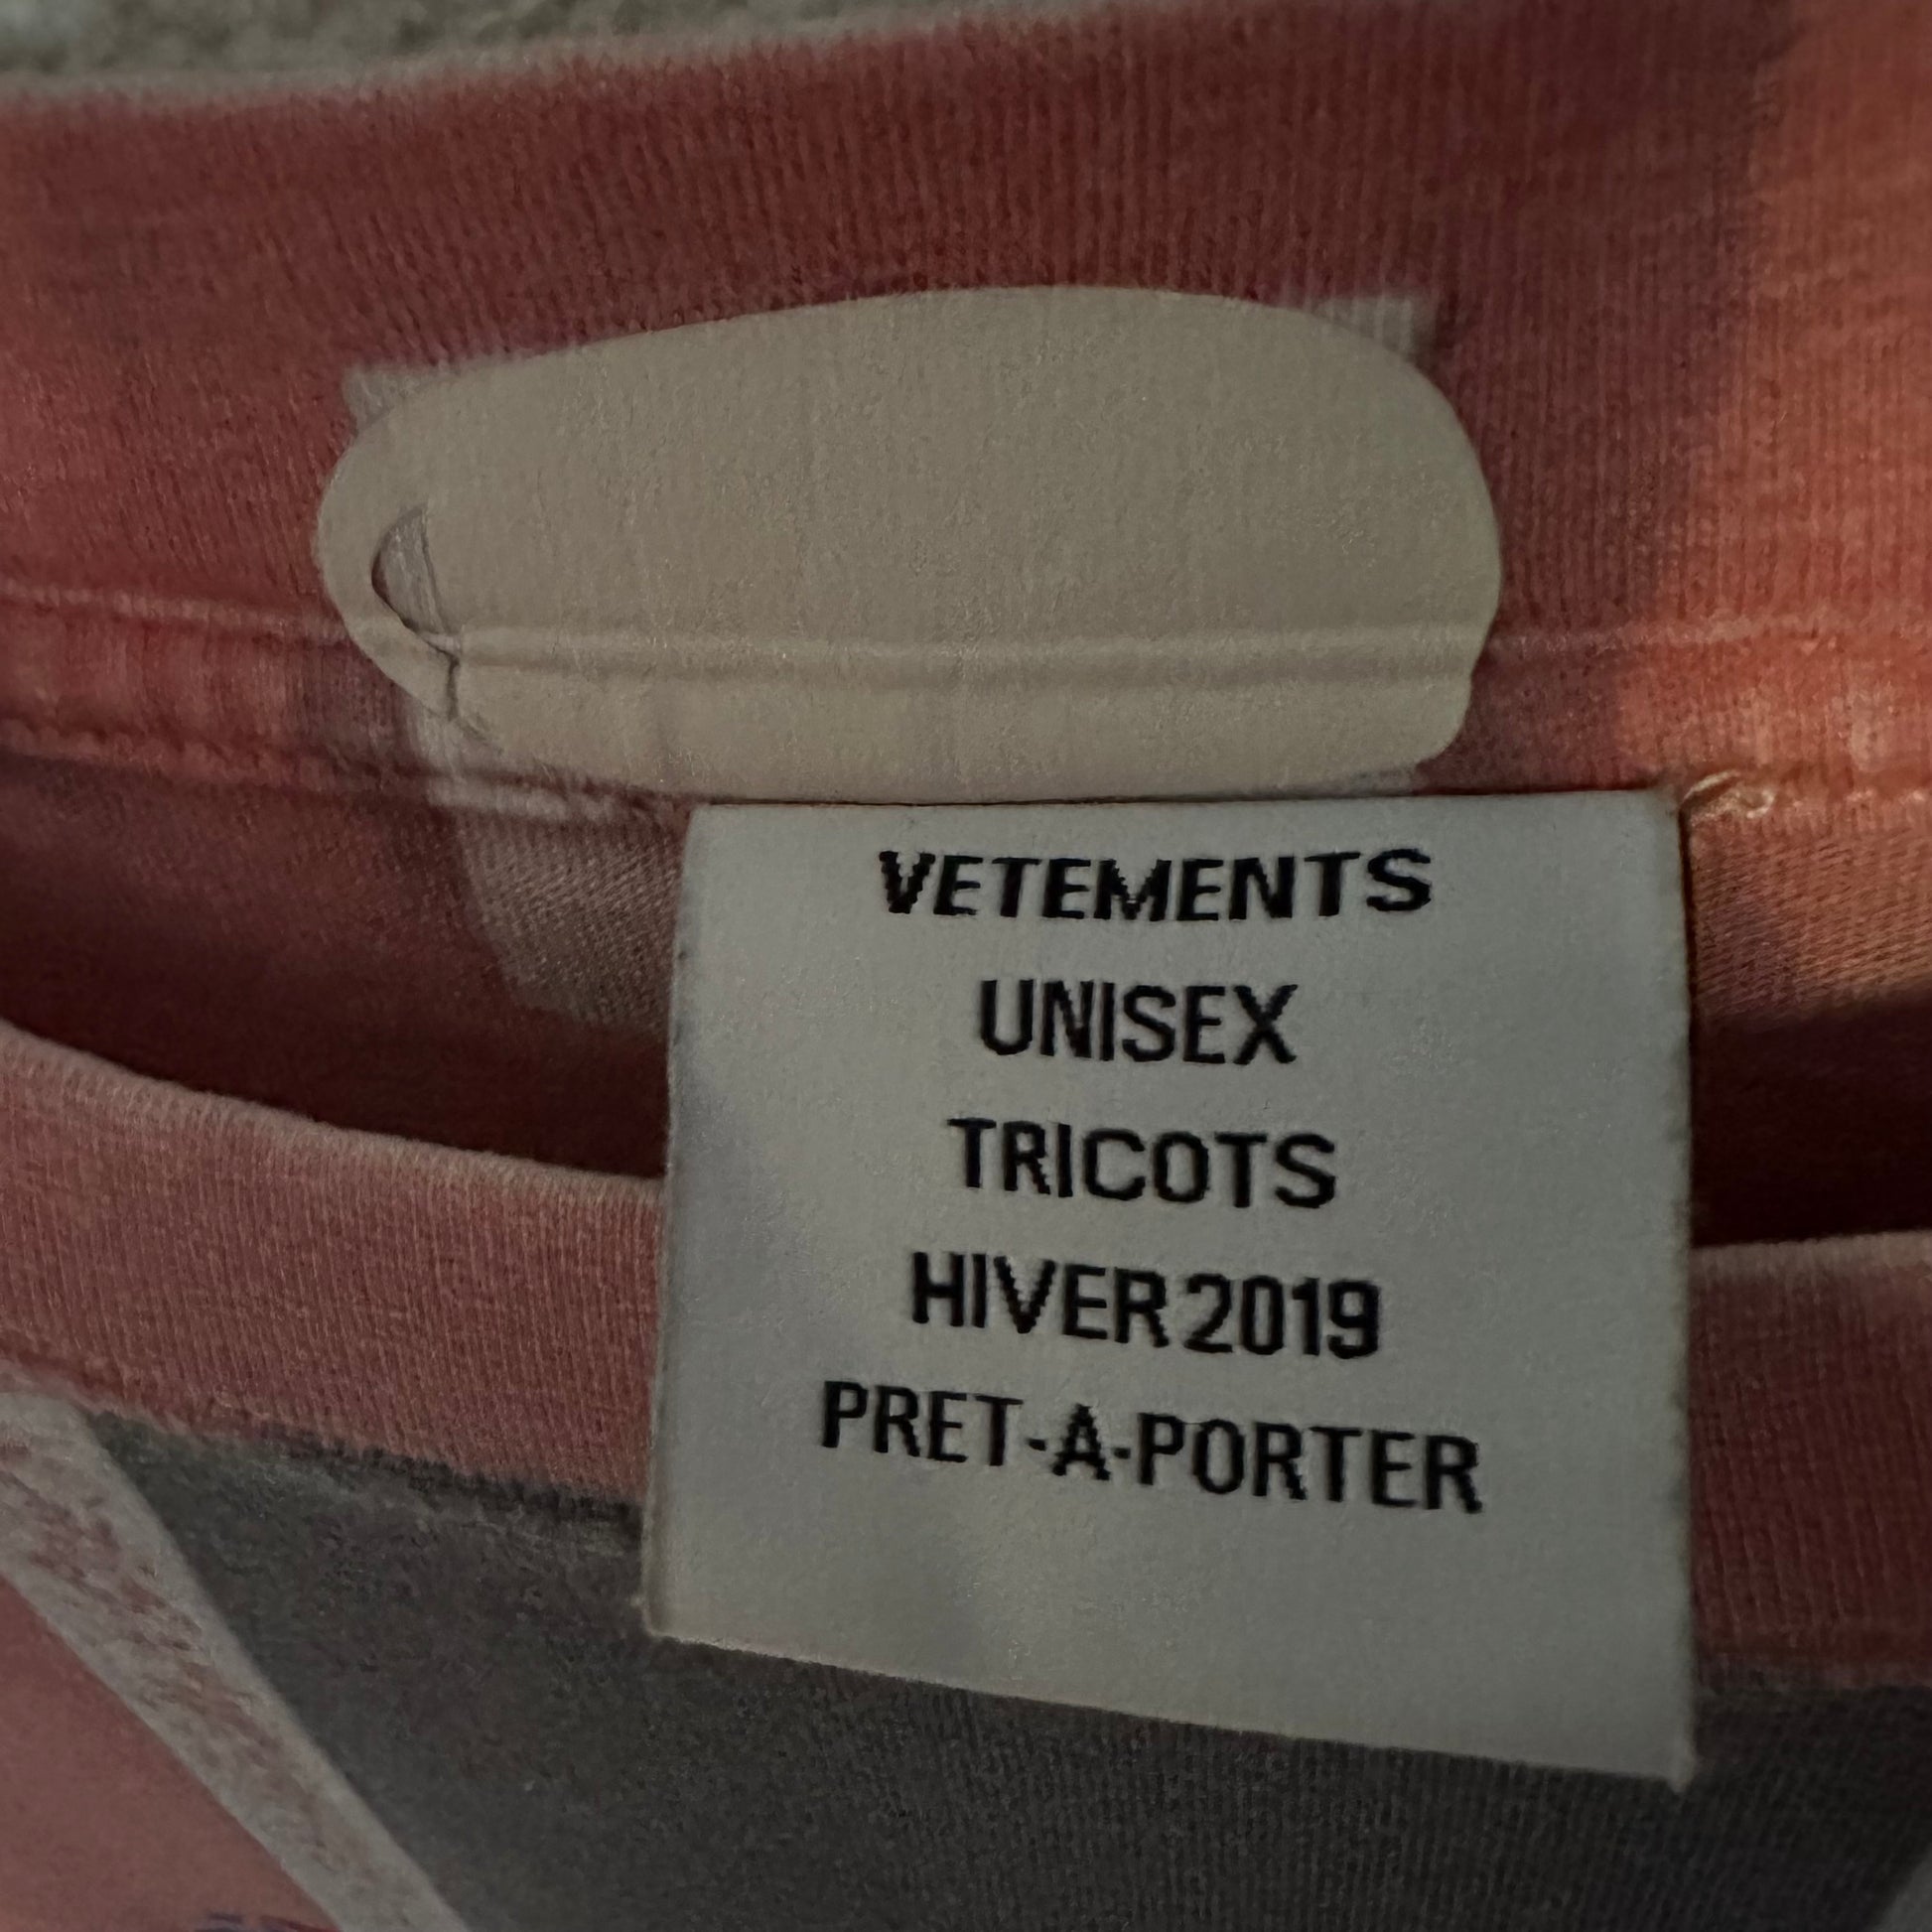 VETEMENTS
UNISEX
TRICOTS
HIVER 2019
PRET-A-PORTER